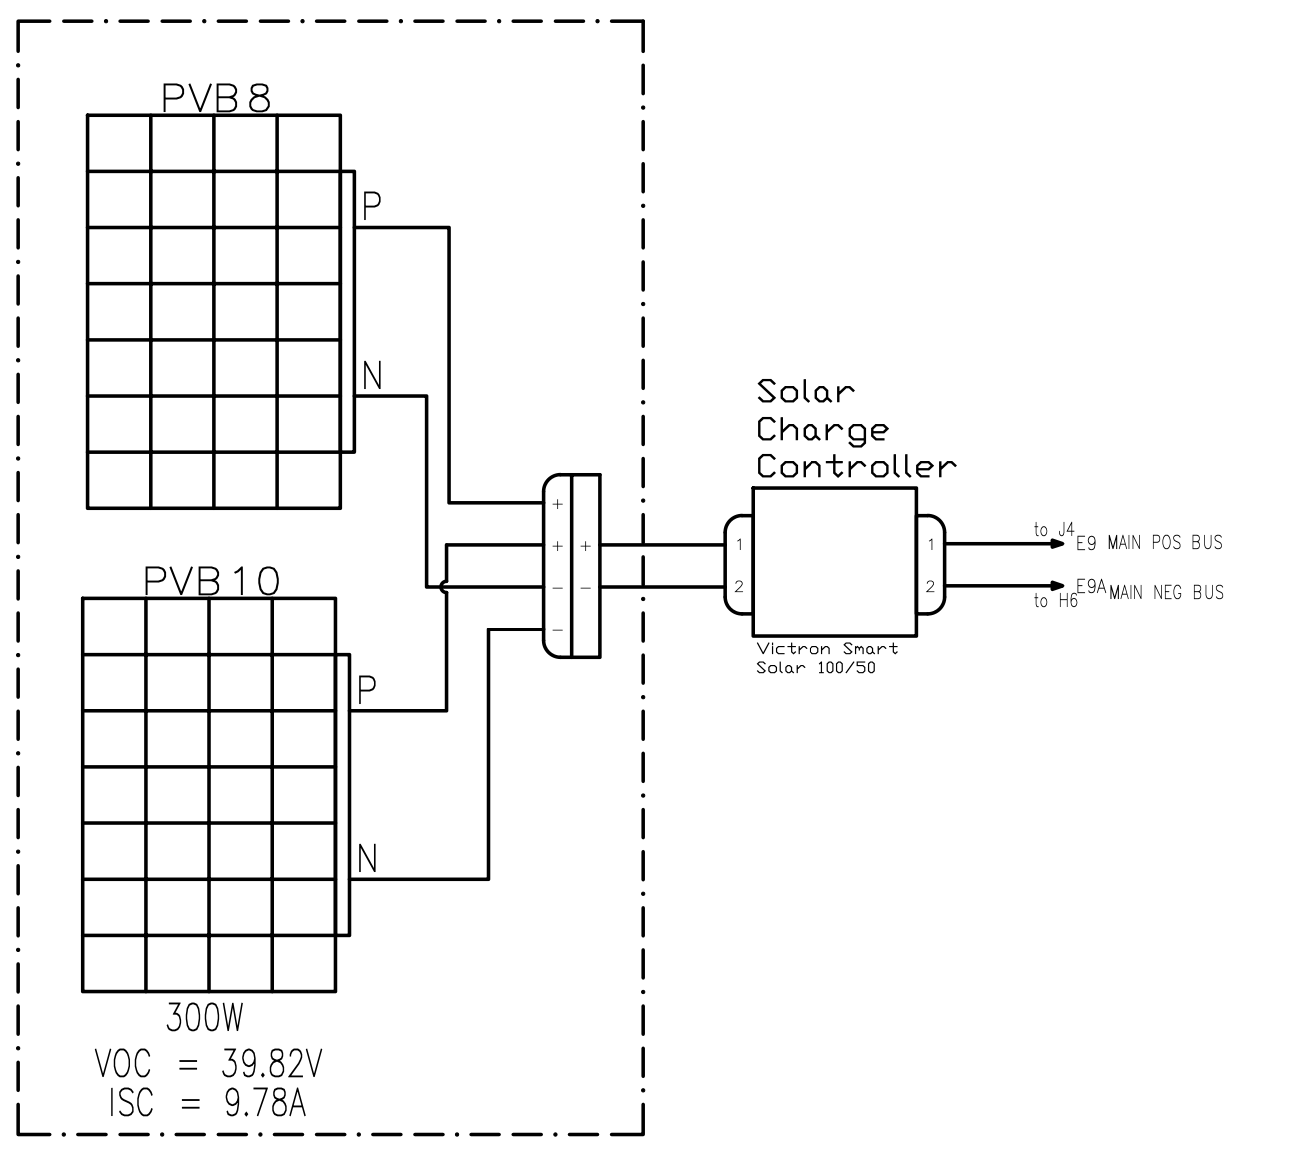 PVB8
P
N
Solar
Charge
Controller
+
+ +
- -
-
1 1
2 2
to J4 E9 MAIN POS BUS
to H6 E9A MAIN NEG BUS
Victron Smart
Solar 100/50
PVB10
P
N
300W
VOC = 39.82V
ISC = 9.78A